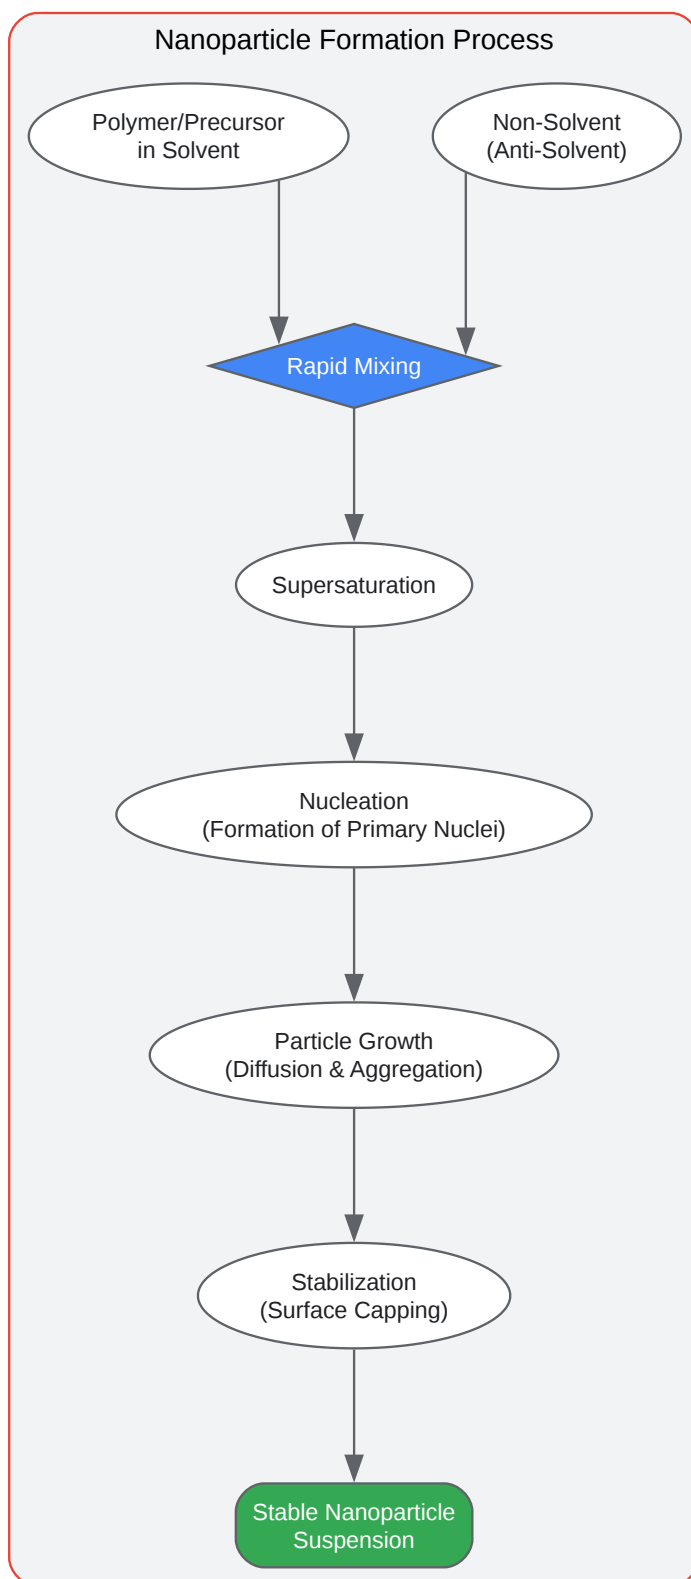 Nanoparticle Formation Process
Polymer/Precursor
in Solvent
Non-Solvent
(Anti-Solvent)
Rapid Mixing
Supersaturation
Nucleation
(Formation of Primary Nuclei)
Particle Growth
(Diffusion & Aggregation)
Stabilization
(Surface Capping)
Stable Nanoparticle
Suspension